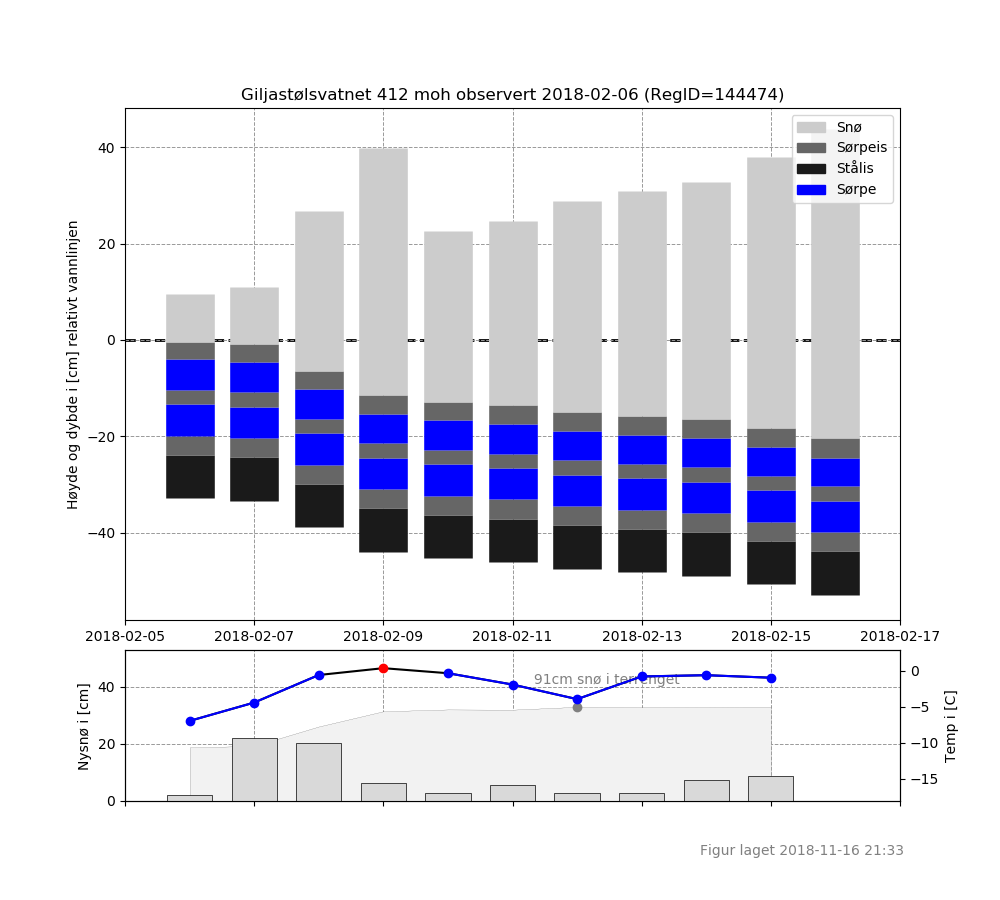 Giljastølsvatnet 412 moh observert 2018-02-06 (RegID=144474)
Høyde og dybde i [cm] relativt vannlinjen
40
20
0
−20
−40
Snø
Sørpeis
Stålis
Sørpe
2018-02-05 2018-02-07 2018-02-09 2018-02-11 2018-02-13 2018-02-15 2018-02-17
Nysnø i [cm]
40
20
0
91cm snø i terrenget
0
−5
−10
−15
Temp i [C]
Figur laget 2018-11-16 21:33